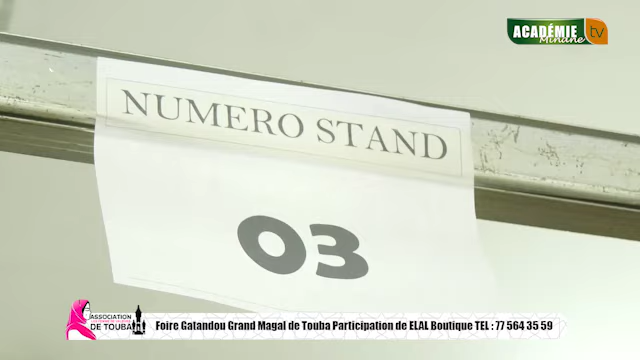 ACADÉMIE
Minane
tv
NUMERO STAND
03
ASSOCIATION
DE TOUBA
Foire Gatandou Grand Magal de Touba Participation de ELAL Boutique TEL : 77 564 35 59